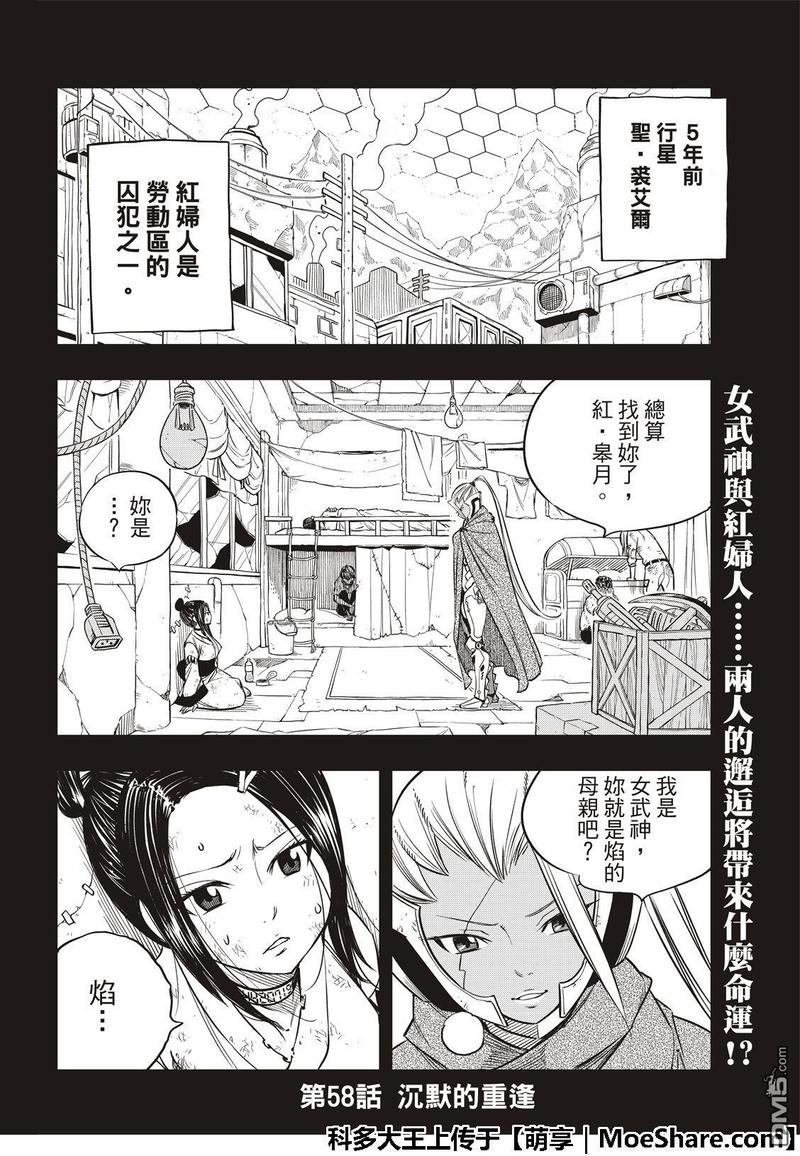 5年前
行星
聖·裘艾爾
紅婦人是
勞動區的
囚犯之一。
總算
找到妳了，
紅·皋月。
妳是
…？
女武神與紅婦人……兩人的邂逅將帶來什麼命運!?
我是
女武神，
妳就是焰的
母親吧？
焰
…
第58話 沉默的重逢
科多大王上传于【萌享】MoeShare.com】